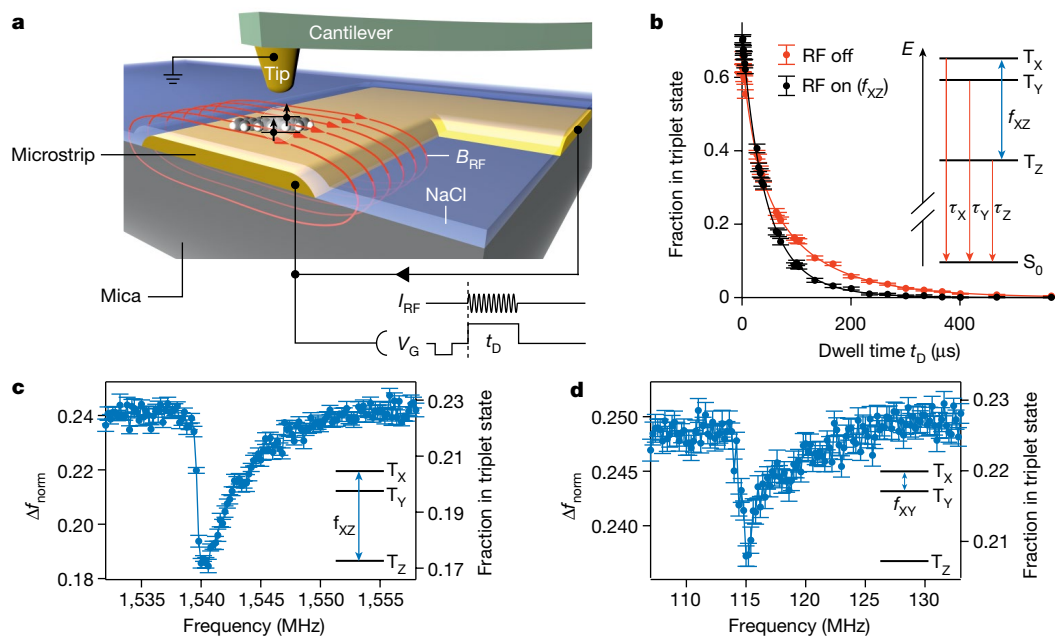 a
Cantilever
Tip
Microstrip
B_RF
NaCl
Mica
I_RF
V_G
t_D
b
RF off
RF on (f_XZ)
E
T_X
T_Y
f_XZ
T_Z
τ_X
τ_Y
τ_Z
S_0
Fraction in triplet state
0.6
0.4
0.2
0
0
200
400
Dwell time t_D (μs)
c
Δf_norm
0.24
0.22
0.20
0.18
0.23
0.21
0.19
0.17
Fraction in triplet state
T_X
T_Y
f_XZ
T_Z
1,535
1,540
1,545
1,550
1,555
Frequency (MHz)
d
Δf_norm
0.250
0.245
0.240
0.23
0.22
0.21
Fraction in triplet state
T_X
T_Y
f_XY
T_Z
110
115
120
125
130
Frequency (MHz)